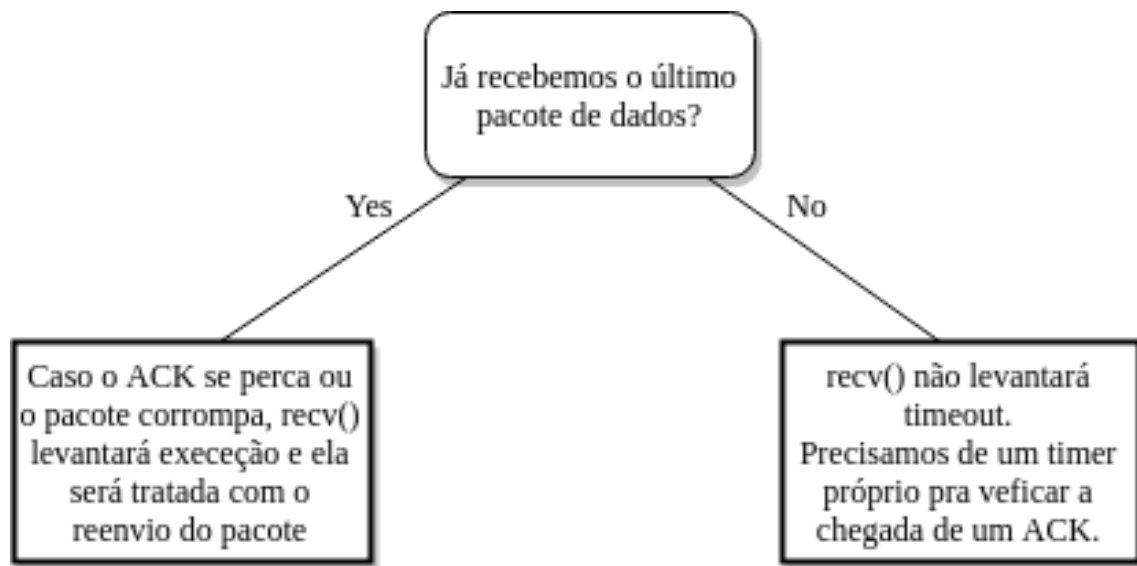 Já recebemos o último
pacote de dados?
Yes
No
Caso o ACK se perca ou
o pacote corrompa, recv()
levantará execeção e ela
será tratada com o
reenvio do pacote
recv() não levantará
timeout.
Precisamos de um timer
próprio pra veficar a
chegada de um ACK.